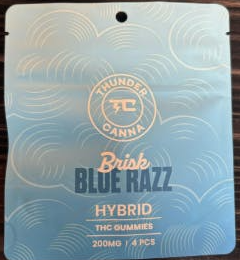 THUNDER
TC
CANNA
Brisk
BLUE RAZZ
HYBRID
THC GUMMIES
200MG | 4 PCS